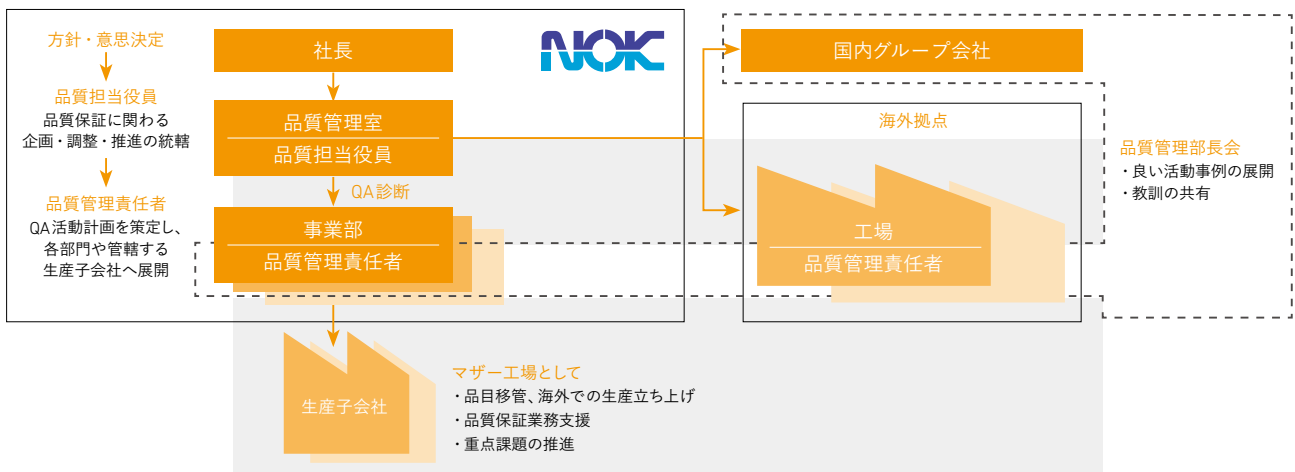 方針・意思決定
品質担当役員
品質保証に関わる
企画・調整・推進の統轄
品質管理責任者
QA活動計画を策定し、
各部門や管轄する
生産子会社へ展開
社長
品質管理室
品質担当役員
QA診断
事業部
品質管理責任者
NOK
国内グループ会社
海外拠点
工場
品質管理責任者
品質管理部長会
・良い活動事例の展開
・教訓の共有
生産子会社
マザー工場として
・品目移管、海外での生産立ち上げ
・品質保証業務支援
・重点課題の推進